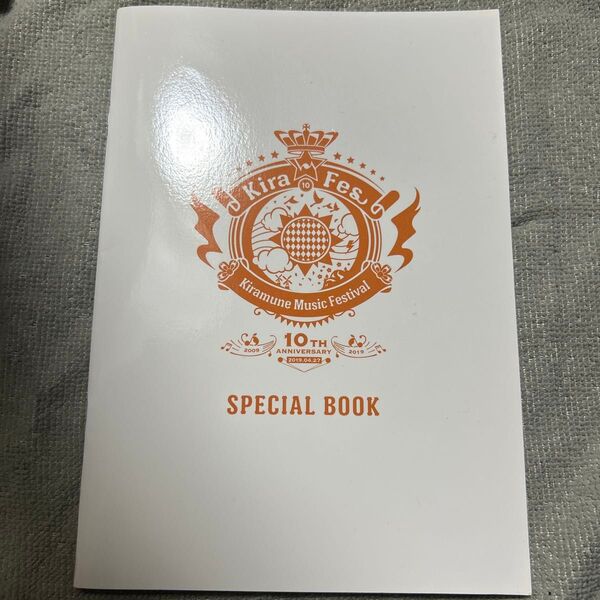 Kira Fes
10
Kiramune Music Festival
2009 10TH 2019
ANNIVERSARY
2019.04.27
SPECIAL BOOK